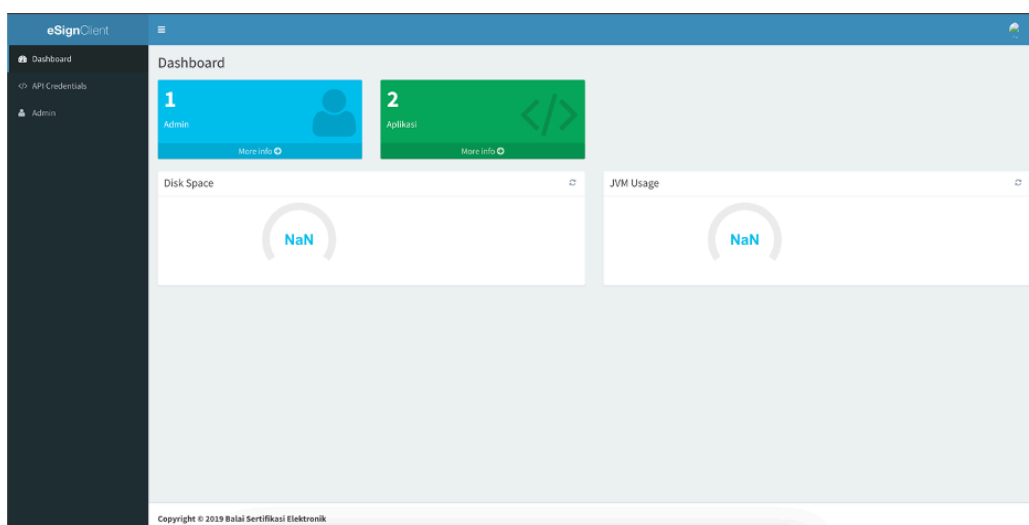 eSignClient
Dashboard
API Credentials
Admin
Dashboard
1
Admin
More info
2
Aplikasi
More info
Disk Space
NaN
JVM Usage
NaN
Copyright © 2019 Balai Sertifikasi Elektronik